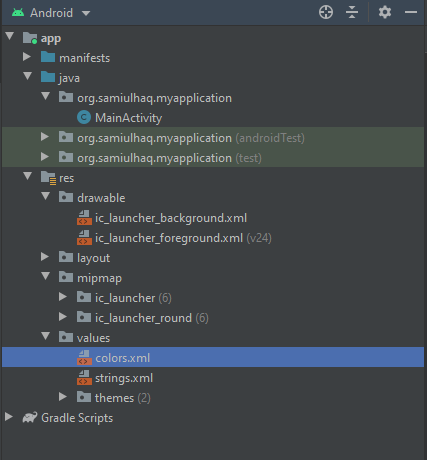 Android
app
manifests
java
org.samiulhaq.myapplication
MainActivity
org.samiulhaq.myapplication (androidTest)
org.samiulhaq.myapplication (test)
res
drawable
ic_launcher_background.xml
ic_launcher_foreground.xml (v24)
layout
mipmap
ic_launcher (6)
ic_launcher_round (6)
values
colors.xml
strings.xml
themes (2)
Gradle Scripts